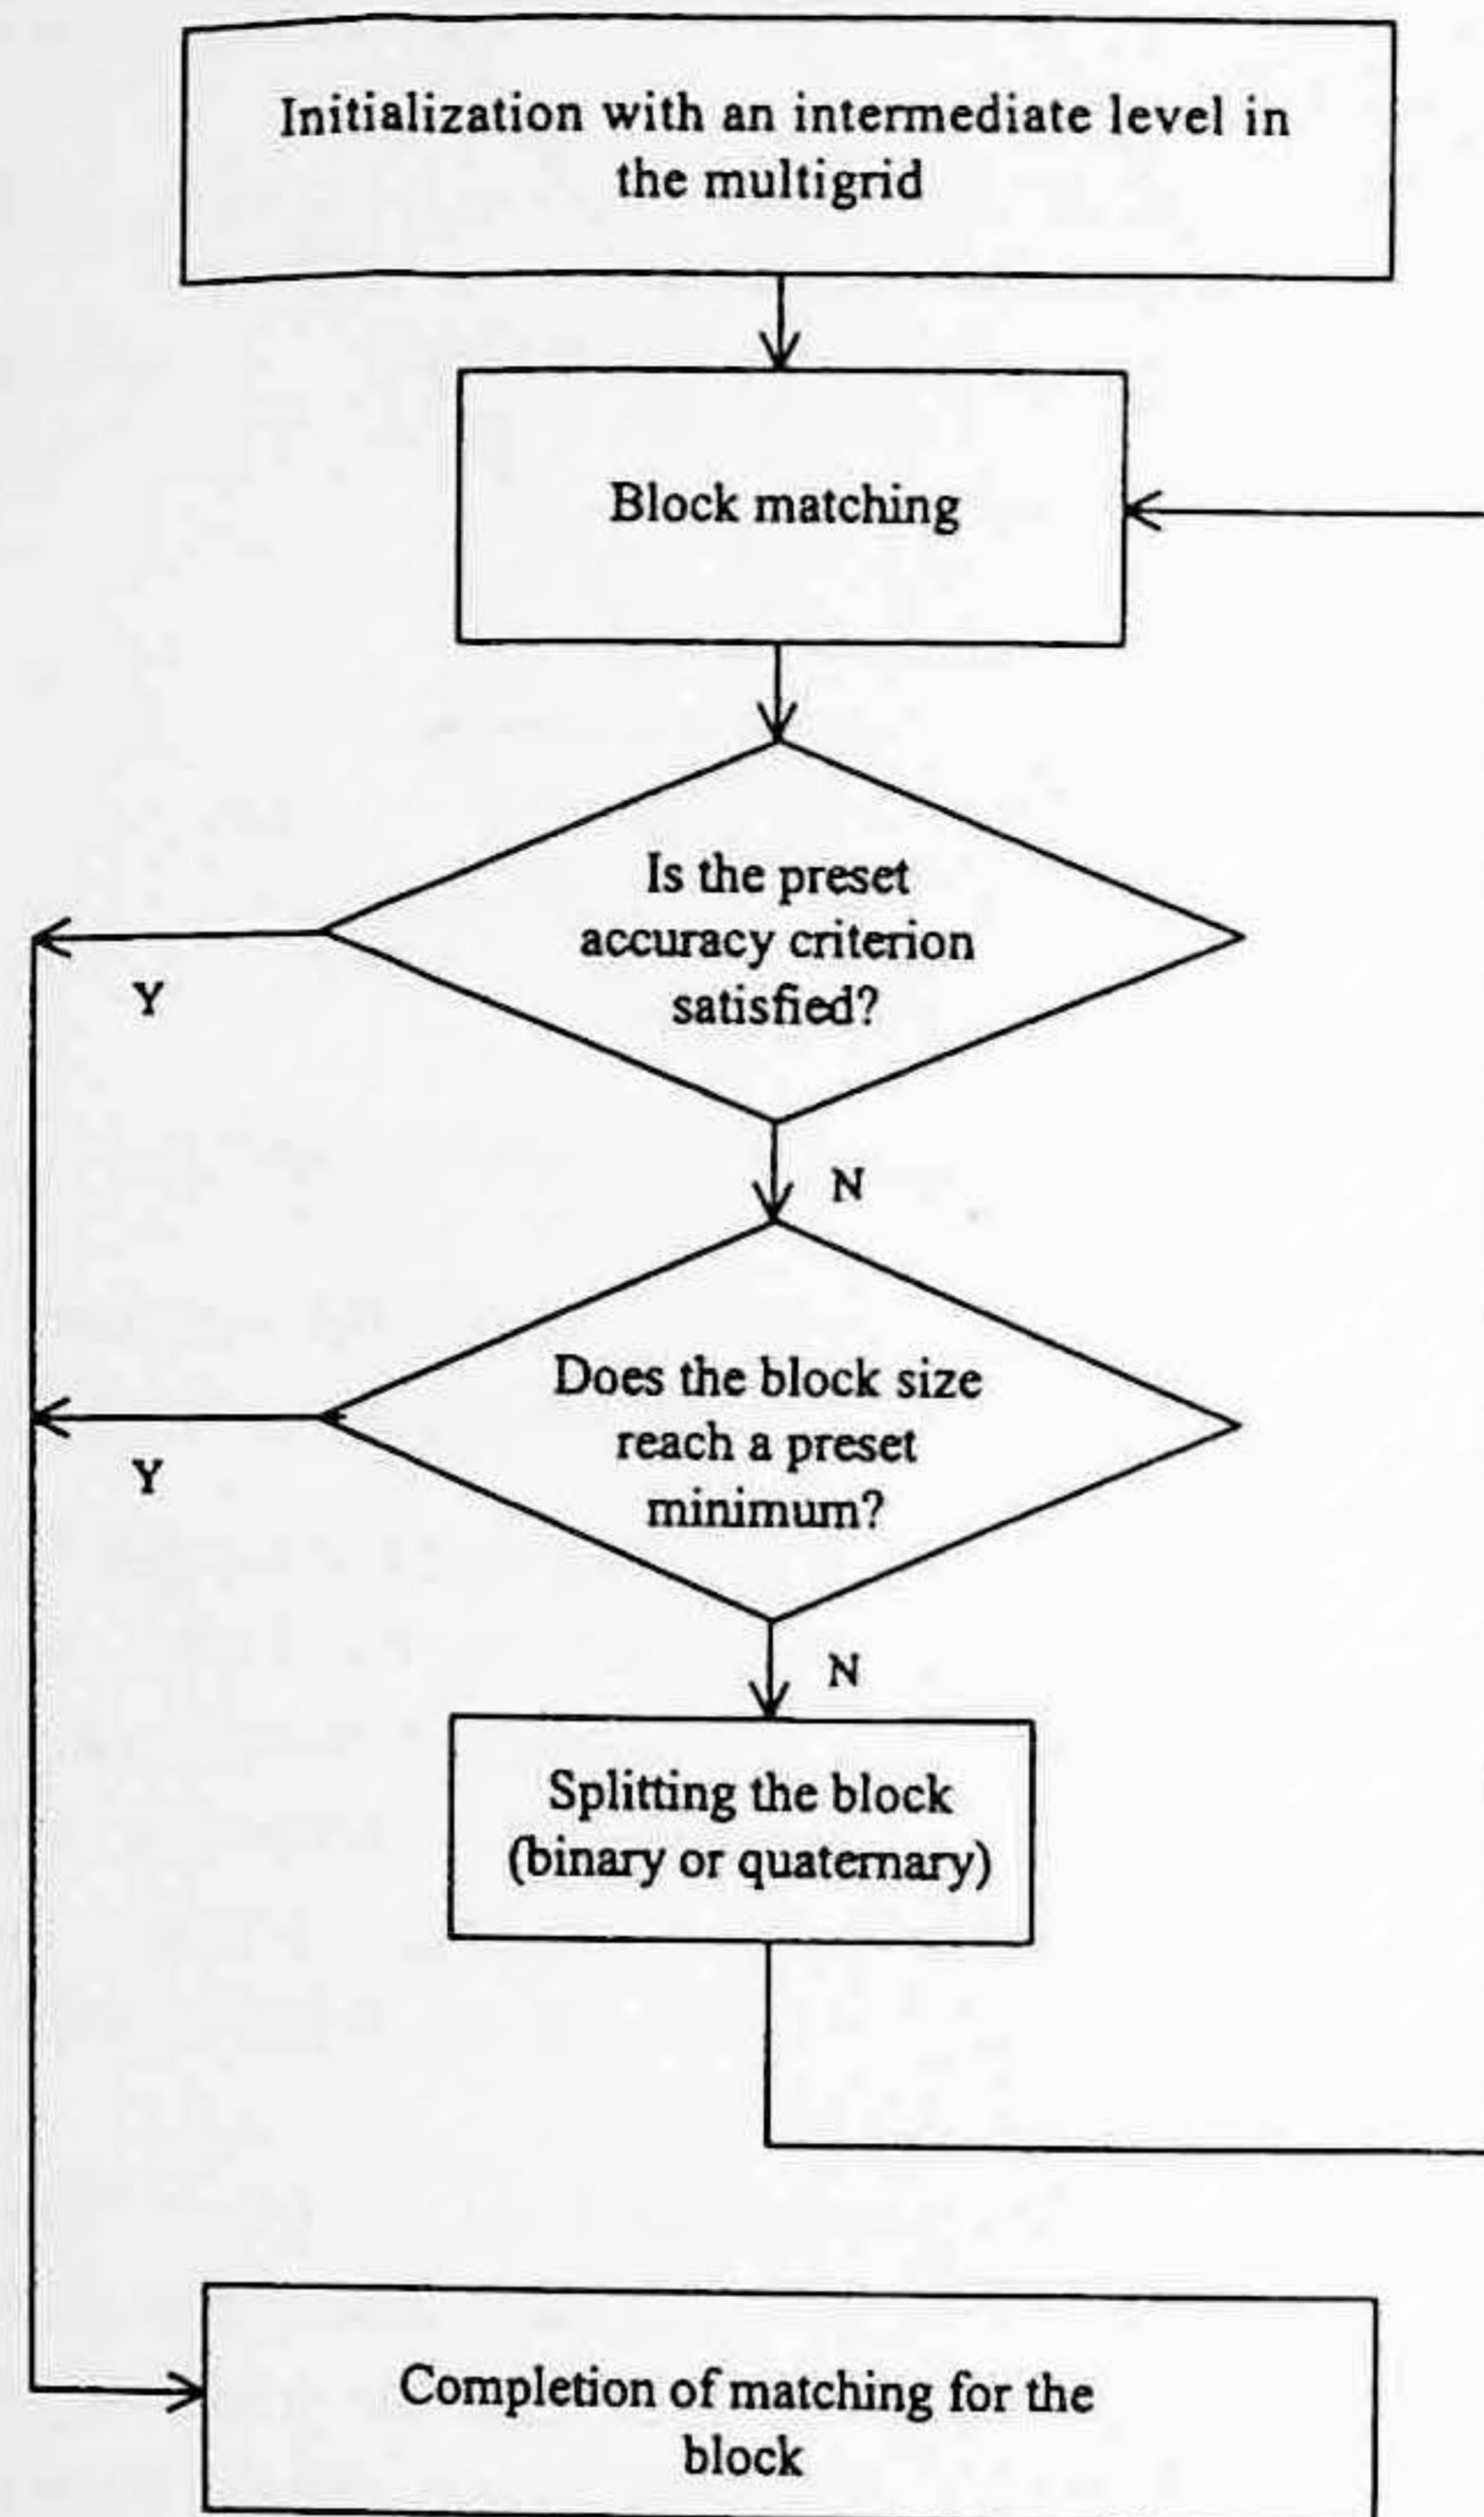 Initialization with an intermediate level in
the multigrid
Block matching
Is the preset
accuracy criterion
satisfied?
Y
N
Does the block size
reach a preset
minimum?
Y
N
Splitting the block
(binary or quaternary)
Completion of matching for the
block